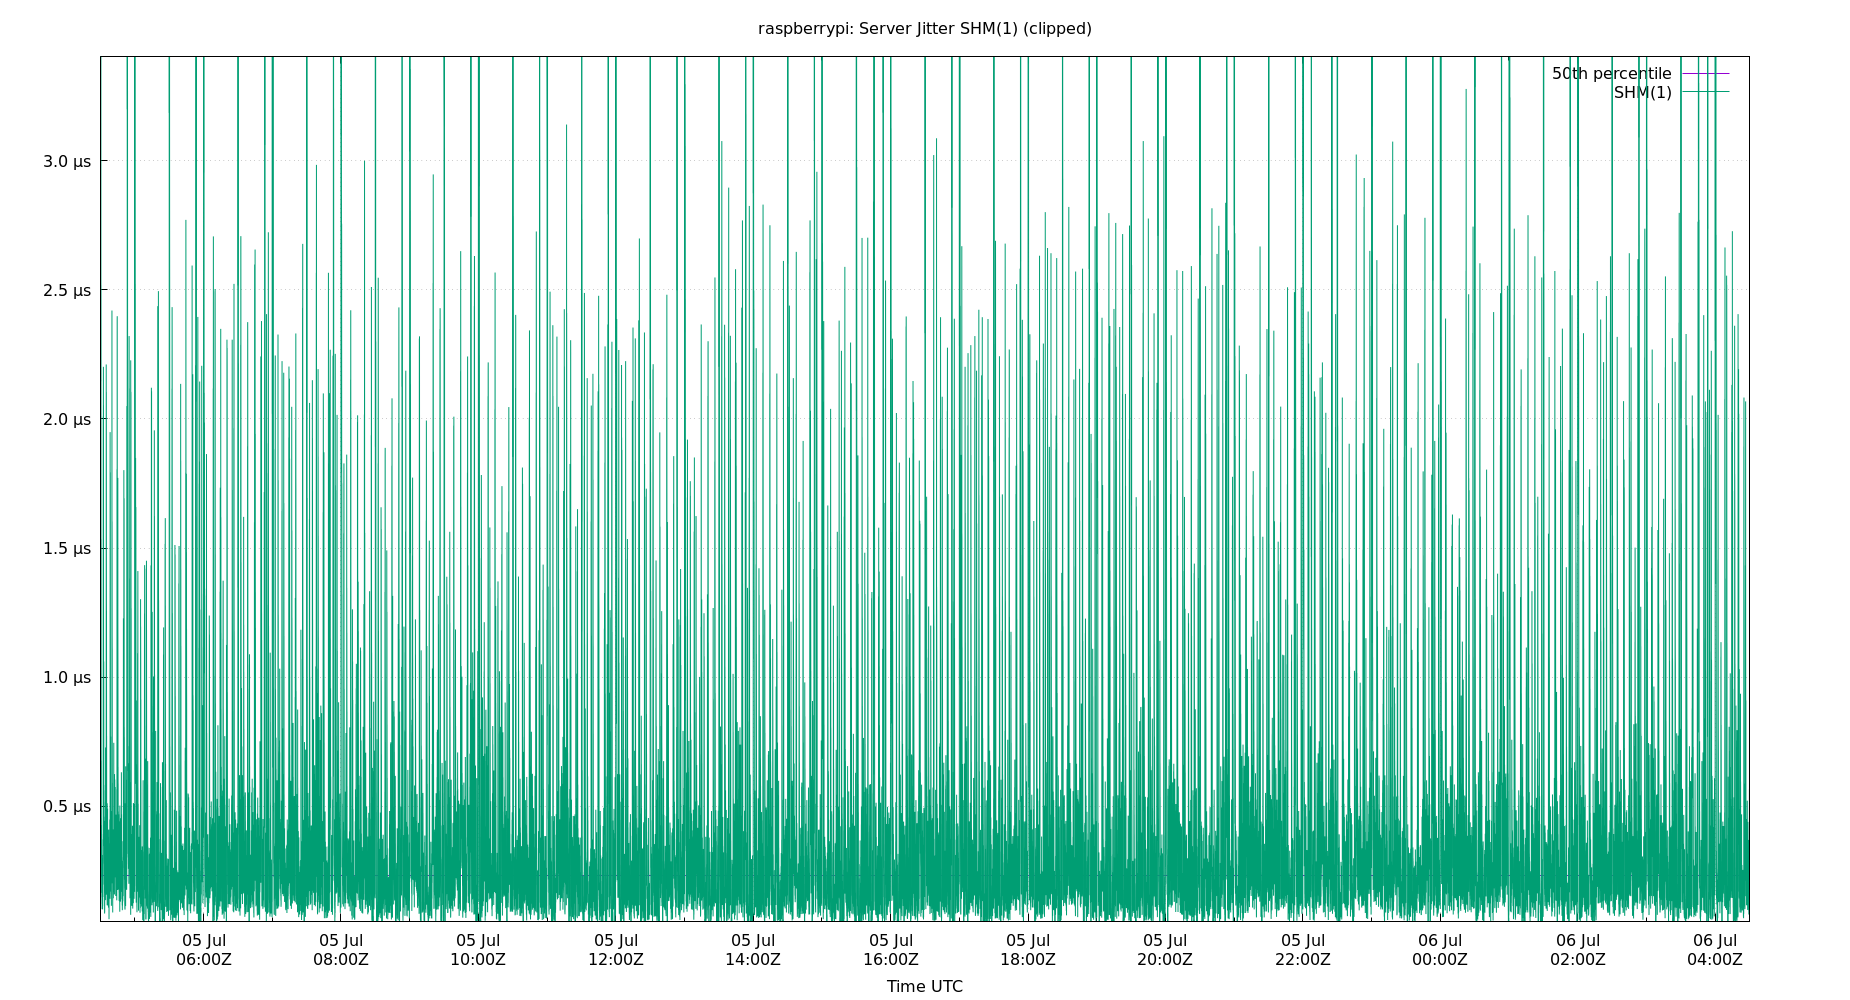 raspberrypi: Server Jitter SHM(1) (clipped)
50th percentile
SHM(1)
3.0 µs
2.5 µs
2.0 µs
1.5 µs
1.0 µs
0.5 µs
05 Jul 05 Jul 05 Jul 05 Jul 05 Jul 05 Jul 05 Jul 05 Jul 05 Jul 06 Jul 06 Jul 06 Jul
06:00Z 08:00Z 10:00Z 12:00Z 14:00Z 16:00Z 18:00Z 20:00Z 22:00Z 00:00Z 02:00Z 04:00Z
Time UTC